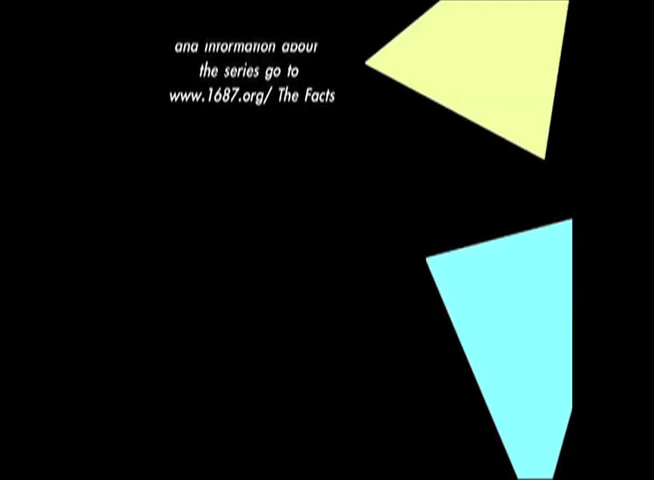 and information about
the series go to
www.1687.org/ The Facts